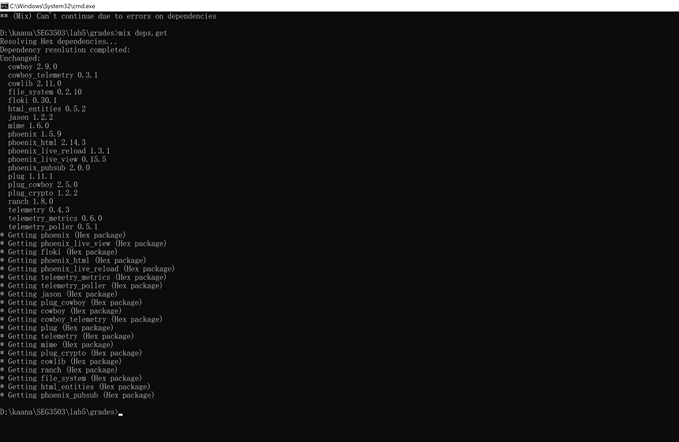 C:\Windows\System32\cmd.exe
** (Mix) Can't continue due to errors on dependencies
D:\kaana\SEG3503\lab5\grades>mix deps.get
Resolving Hex dependencies...
Dependency resolution completed:
Unchanged:
cowboy 2.9.0
cowboy_telemetry 0.3.1
cowlib 2.11.0
file_system 0.2.10
floki 0.30.1
html_entities 0.5.2
jason 1.2.2
mime 1.6.0
phoenix 1.5.9
phoenix_html 2.14.3
phoenix_live_reload 1.3.1
phoenix_live_view 0.15.5
phoenix_pubsub 2.0.0
plug 1.11.1
plug_cowboy 2.5.0
plug_crypto 1.2.2
ranch 1.8.0
telemetry 0.4.3
telemetry_metrics 0.6.0
telemetry_poller 0.5.1
* Getting phoenix (Hex package)
* Getting phoenix_live_view (Hex package)
* Getting floki (Hex package)
* Getting phoenix_html (Hex package)
* Getting phoenix_live_reload (Hex package)
* Getting telemetry_metrics (Hex package)
* Getting telemetry_poller (Hex package)
* Getting jason (Hex package)
* Getting plug_cowboy (Hex package)
* Getting cowboy (Hex package)
* Getting cowboy_telemetry (Hex package)
* Getting plug (Hex package)
* Getting telemetry (Hex package)
* Getting mime (Hex package)
* Getting plug_crypto (Hex package)
* Getting cowlib (Hex package)
* Getting ranch (Hex package)
* Getting file_system (Hex package)
* Getting html_entities (Hex package)
* Getting phoenix_pubsub (Hex package)
D:\kaana\SEG3503\lab5\grades>